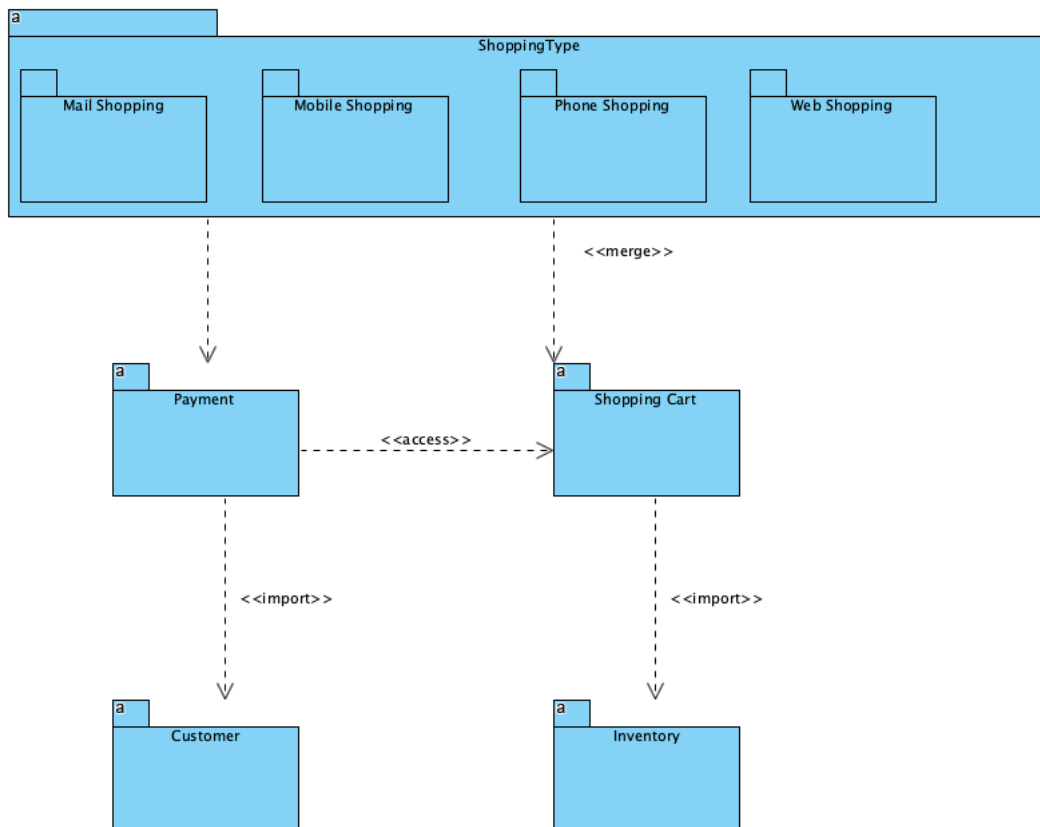 a
ShoppingType
Mail Shopping
Mobile Shopping
Phone Shopping
Web Shopping
<<merge>>
a
Payment
a
Shopping Cart
<<access>>
<<import>>
<<import>>
a
Customer
a
Inventory